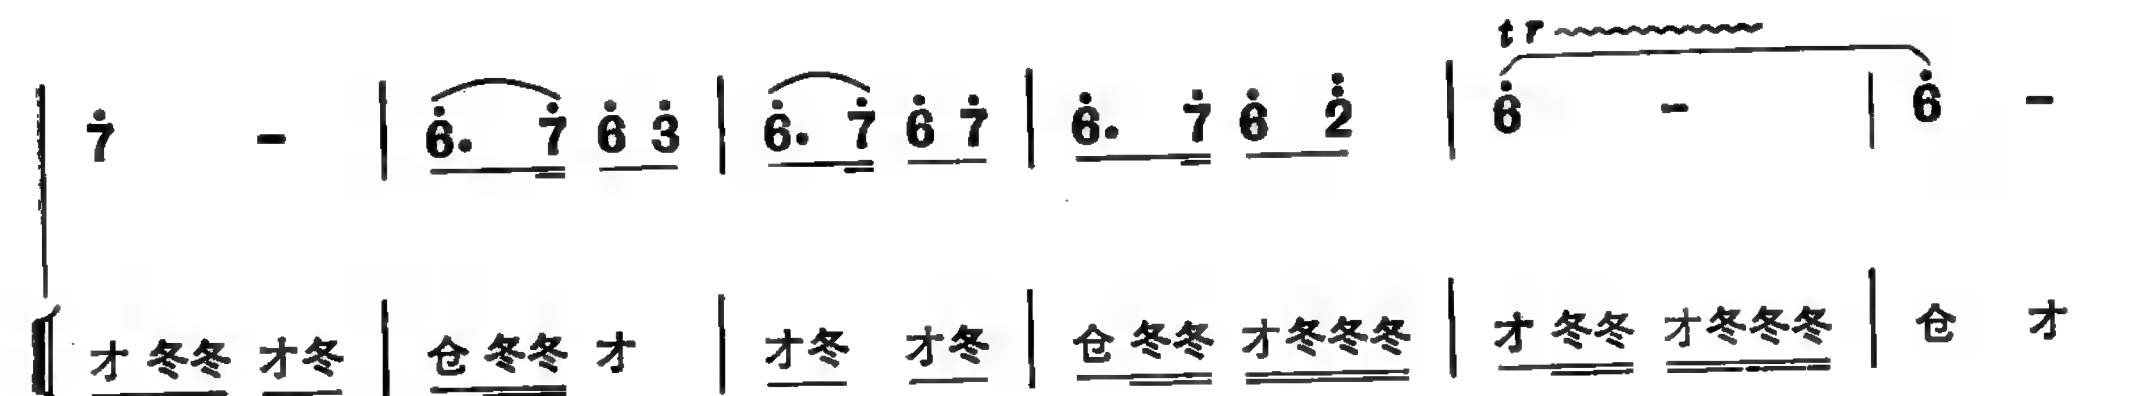 tr
7 - | 6. 7 6 3 | 6. 7 6 7 | 6. 7 6 2 | 6 - | 6 -
才 冬冬 才冬 | 仓 冬冬 才 | 才冬 才冬 | 仓 冬冬 才冬冬冬 | 才 冬冬 才冬冬冬 | 仓 才